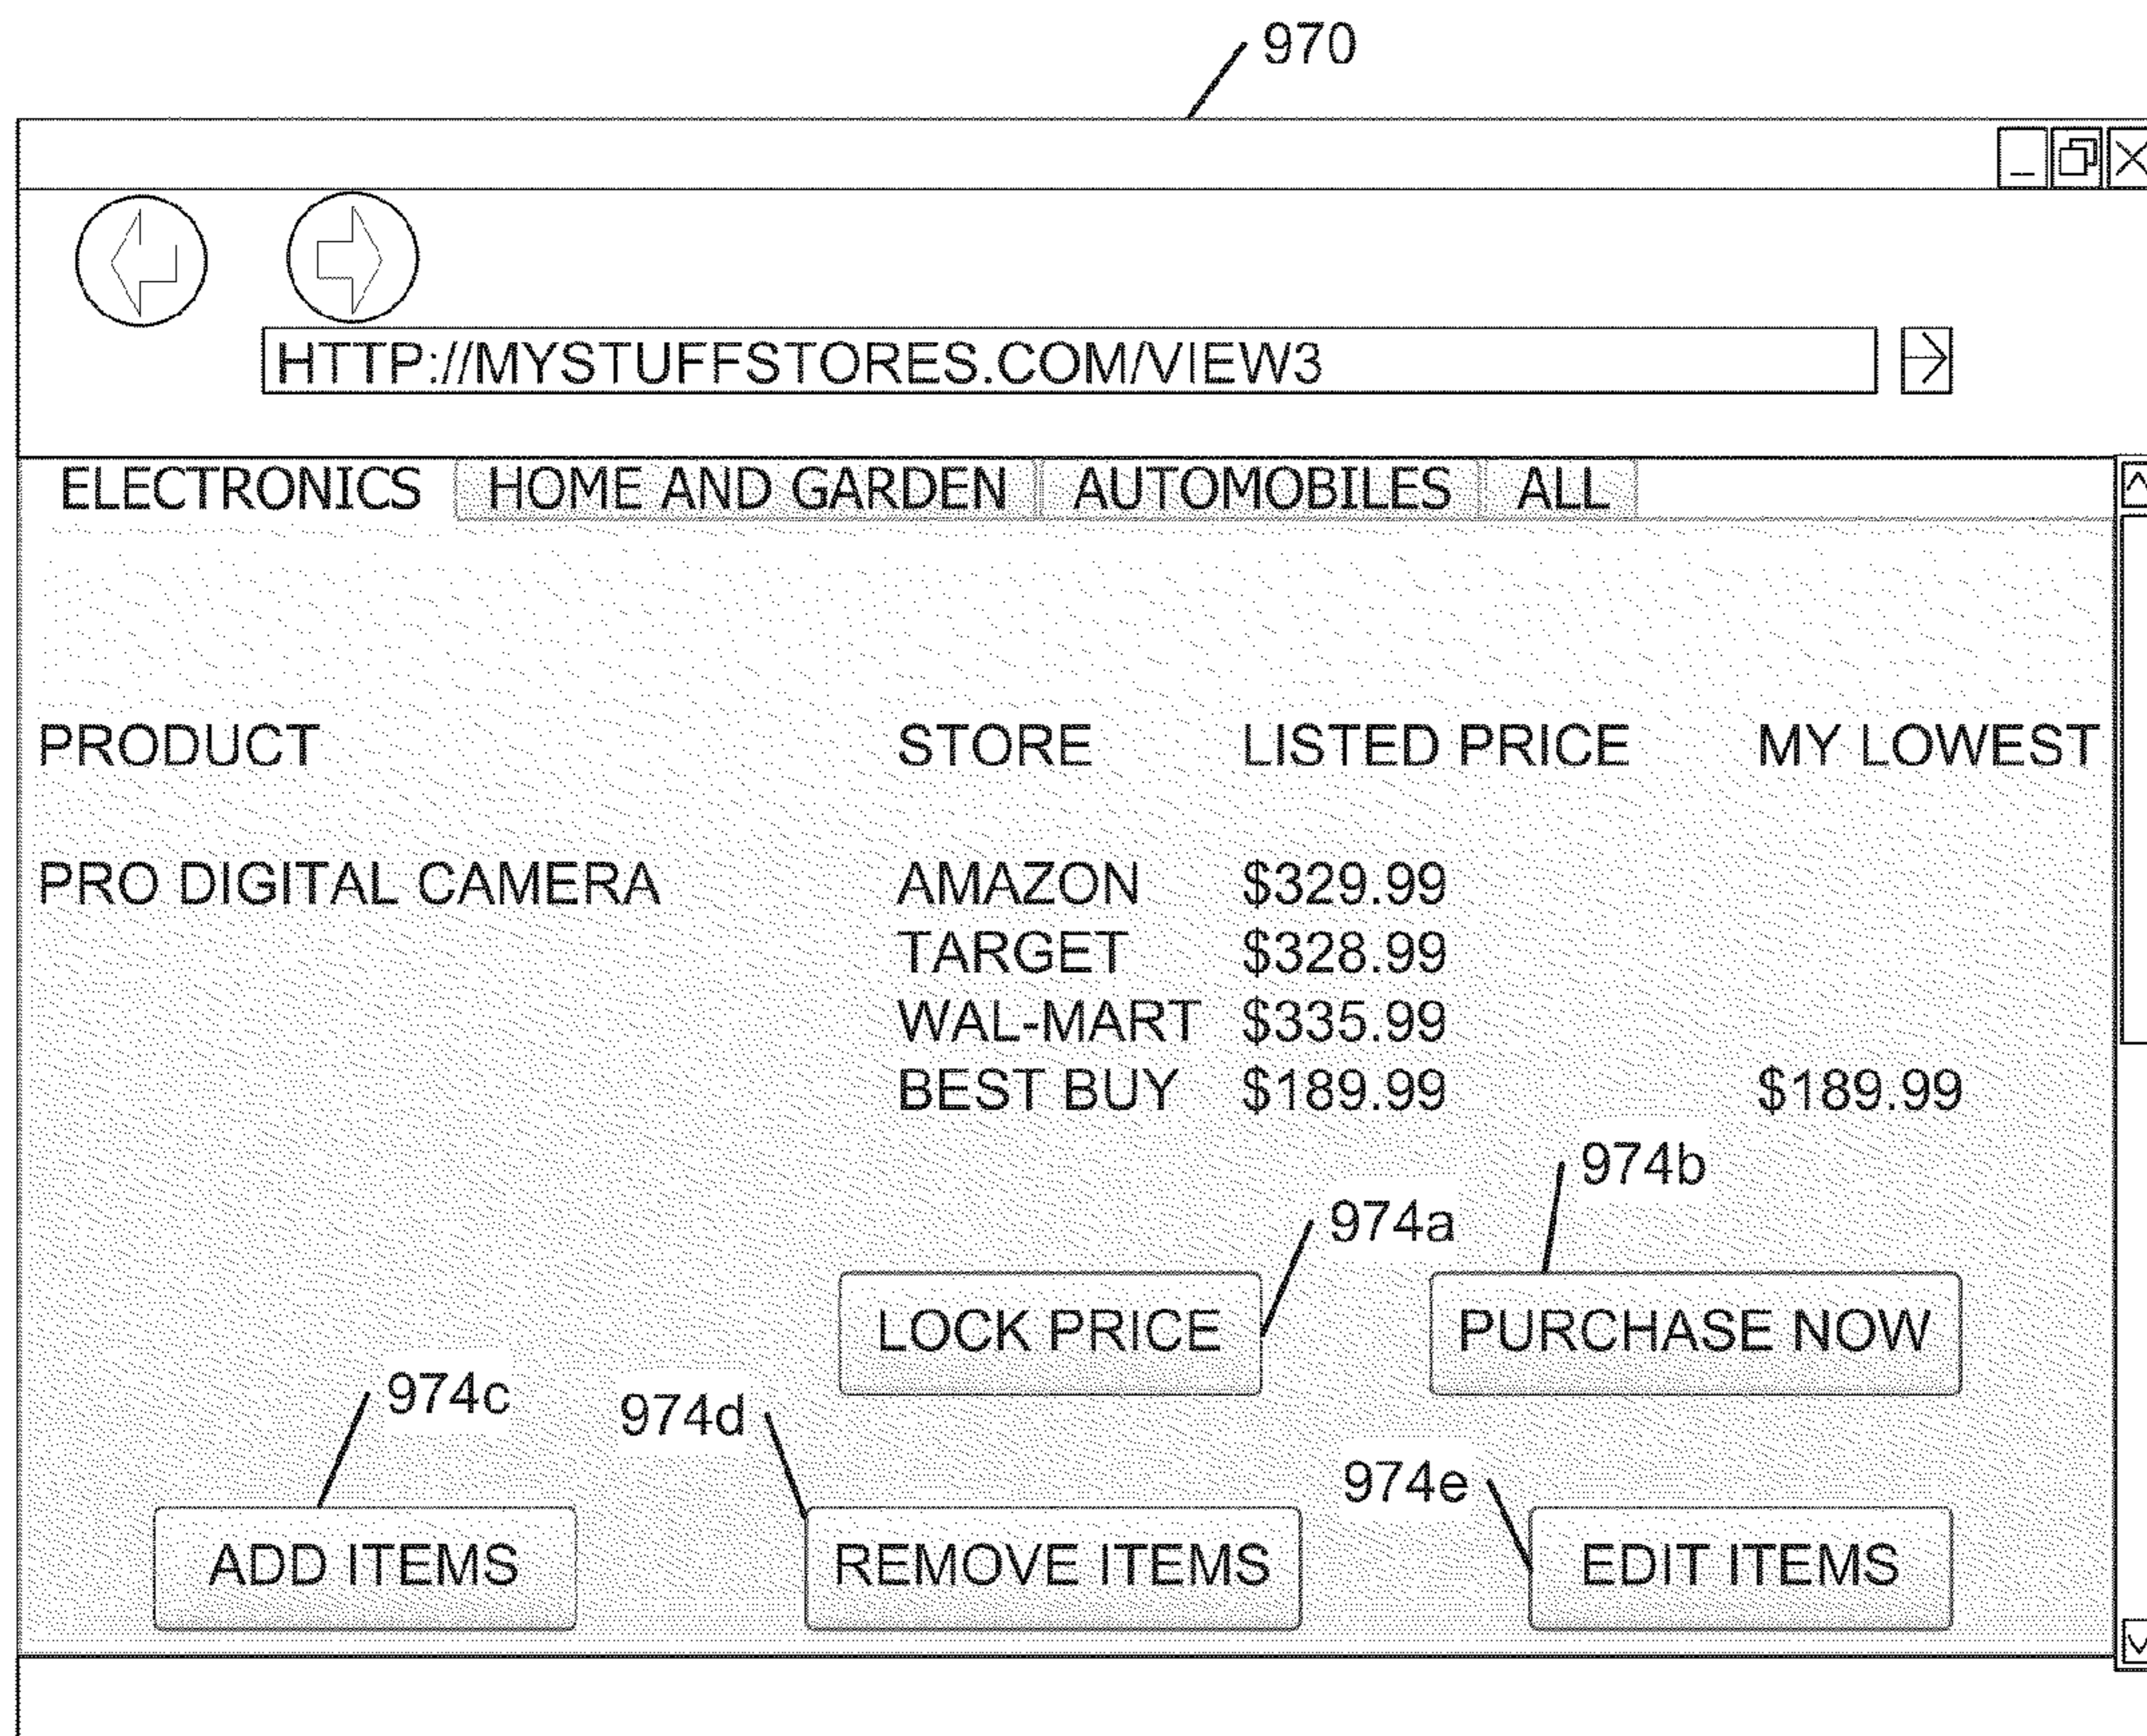 970
HTTP://MYSTUFFSTORES.COM/VIEW3
ELECTRONICS HOME AND GARDEN AUTOMOBILES ALL
PRODUCT STORE LISTED PRICE MY LOWEST
PRO DIGITAL CAMERA AMAZON $329.99
TARGET $328.99
WAL-MART $335.99
BEST BUY $189.99 $189.99
974b
974a
LOCK PRICE PURCHASE NOW
974c 974d
974e
ADD ITEMS REMOVE ITEMS EDIT ITEMS